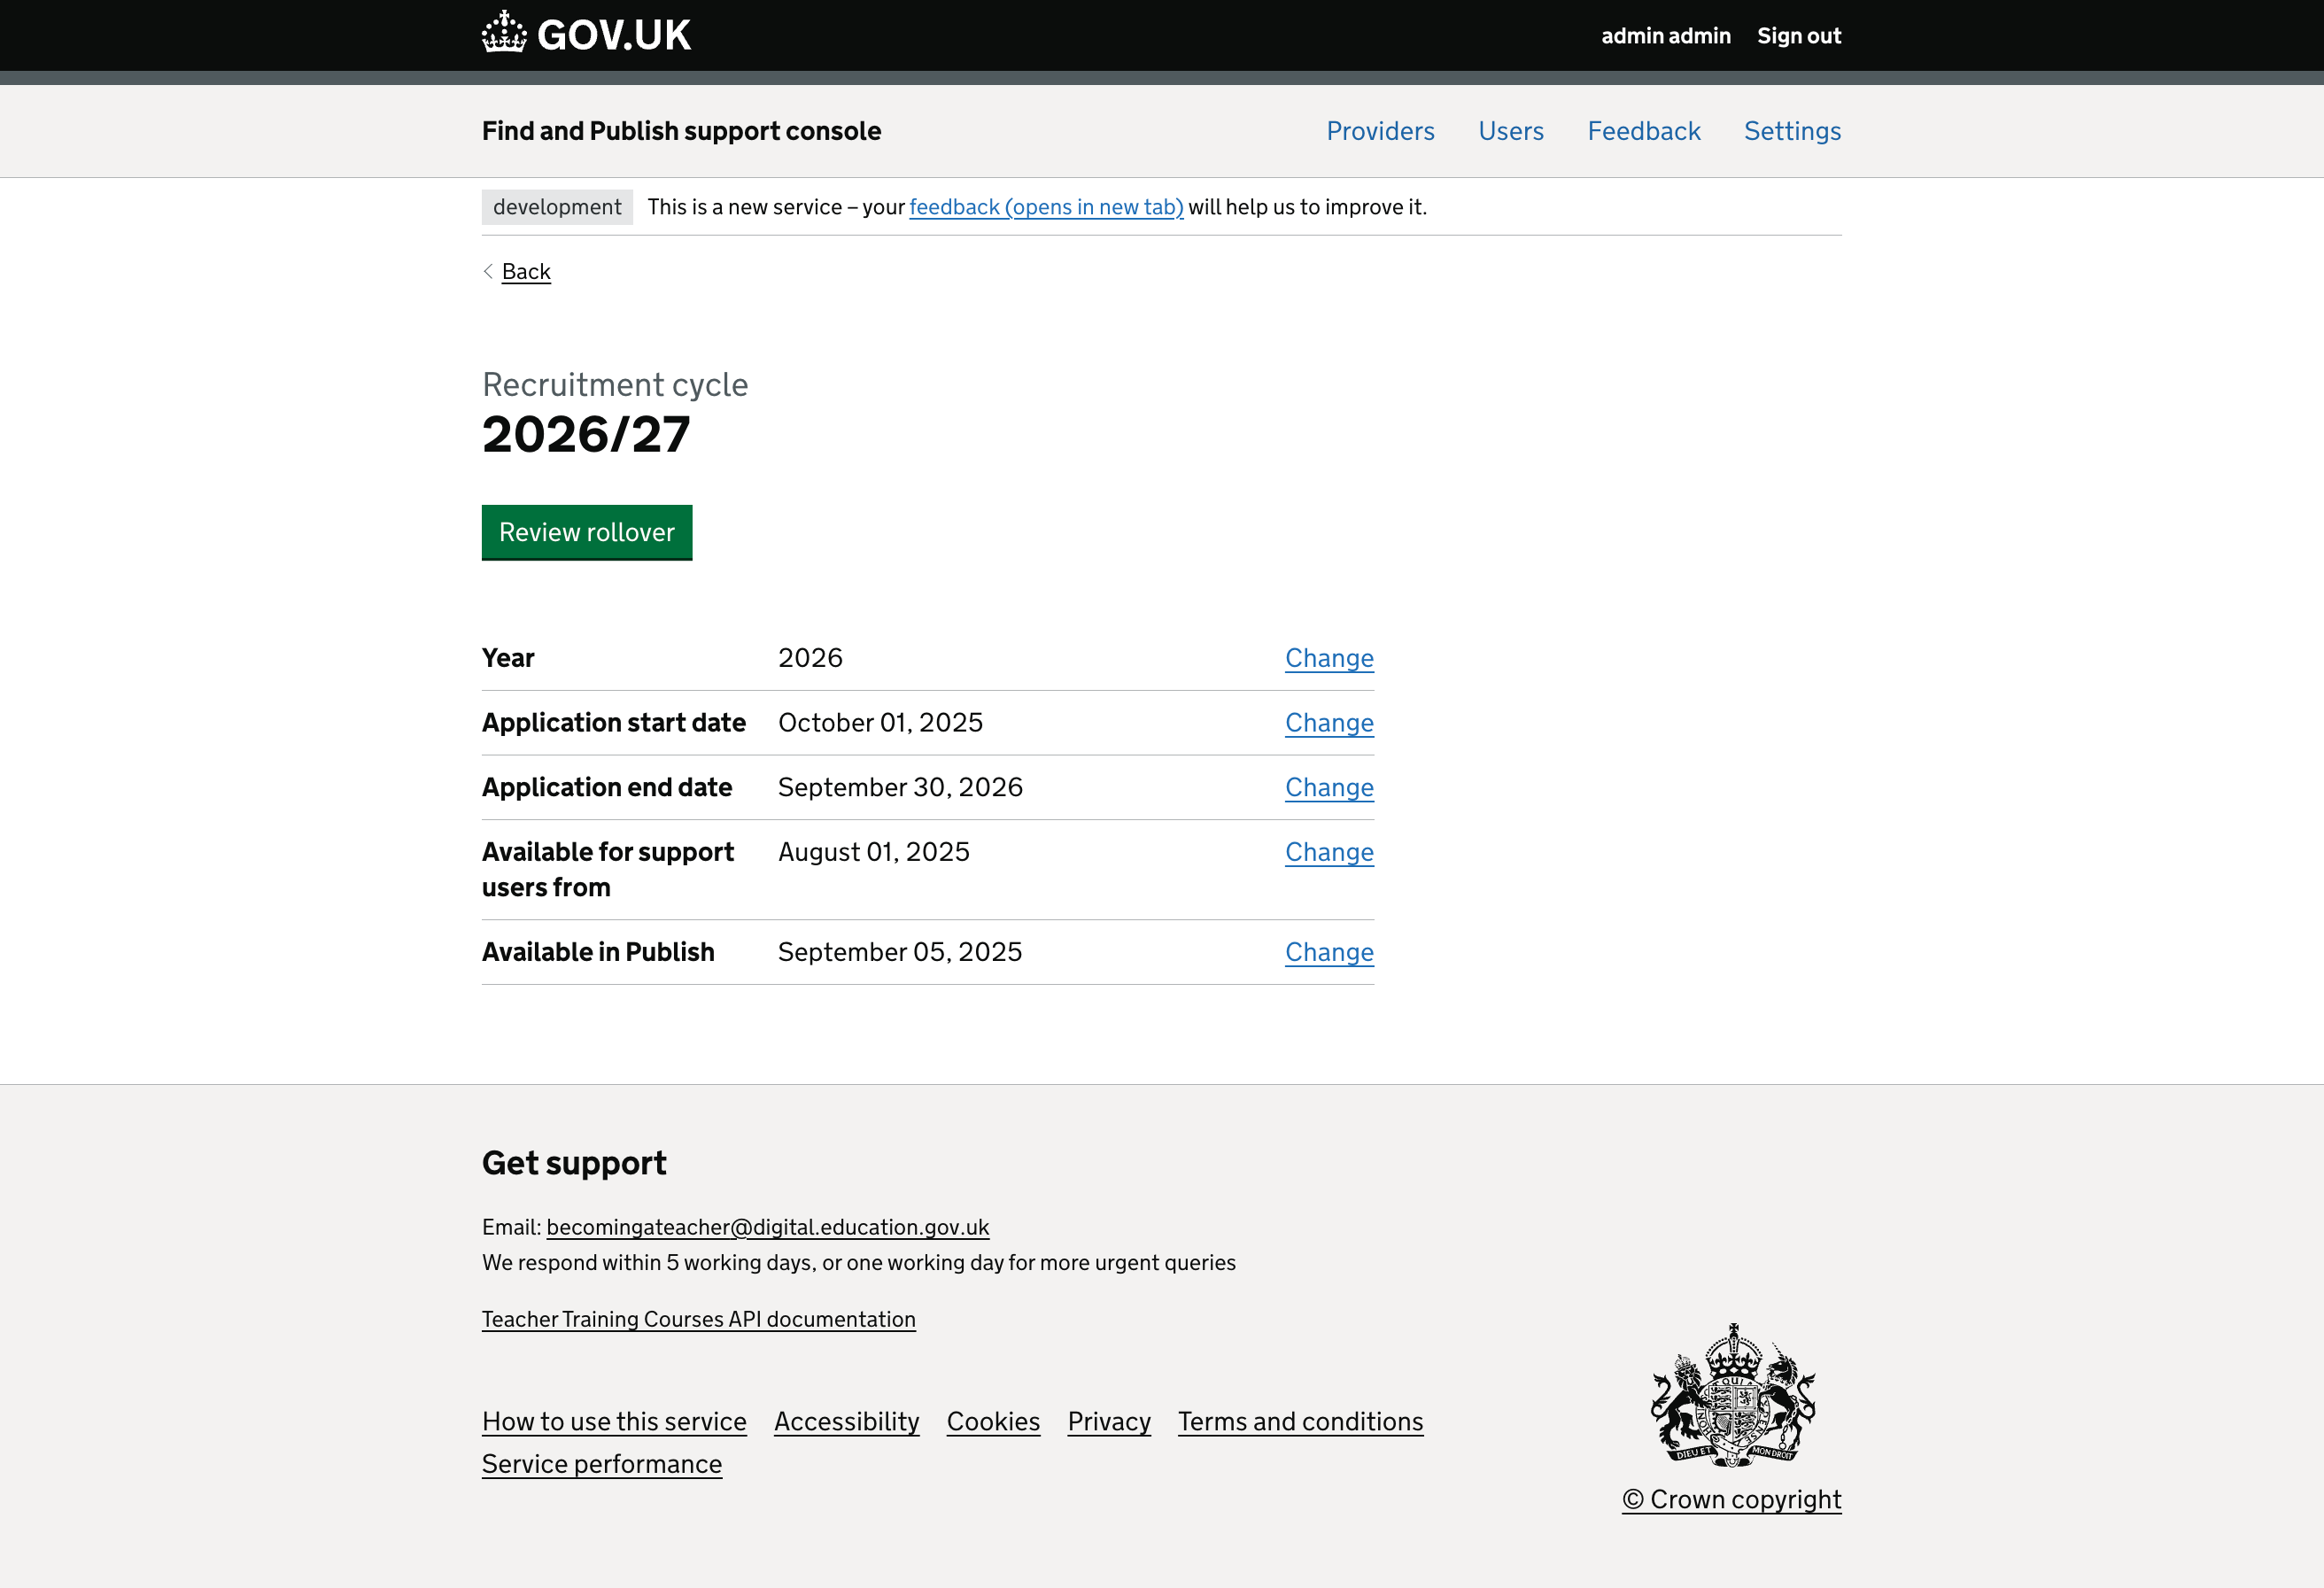 GOV.UK
admin admin Sign out
Find and Publish support console
Providers Users Feedback Settings
development This is a new service – your feedback (opens in new tab) will help us to improve it.
Back
Recruitment cycle
2026/27
Review rollover
Year 2026 Change
Application start date October 01, 2025 Change
Application end date September 30, 2026 Change
Available for support August 01, 2025 Change
users from
Available in Publish September 05, 2025 Change
Get support
Email: becomingateacher@digital.education.gov.uk
We respond within 5 working days, or one working day for more urgent queries
Teacher Training Courses API documentation
How to use this service Accessibility Cookies Privacy Terms and conditions
Service performance
DIEU ET MON DROIT
© Crown copyright